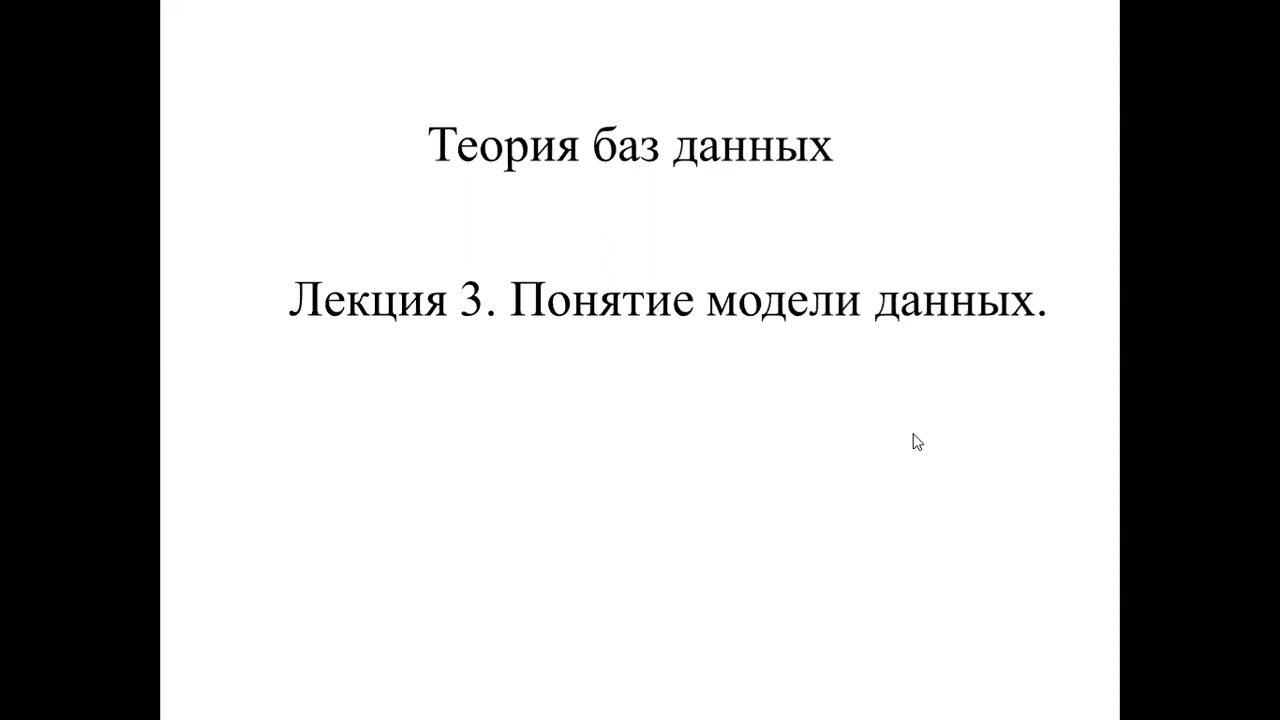 Теория баз данных
Лекция 3. Понятие модели данных.